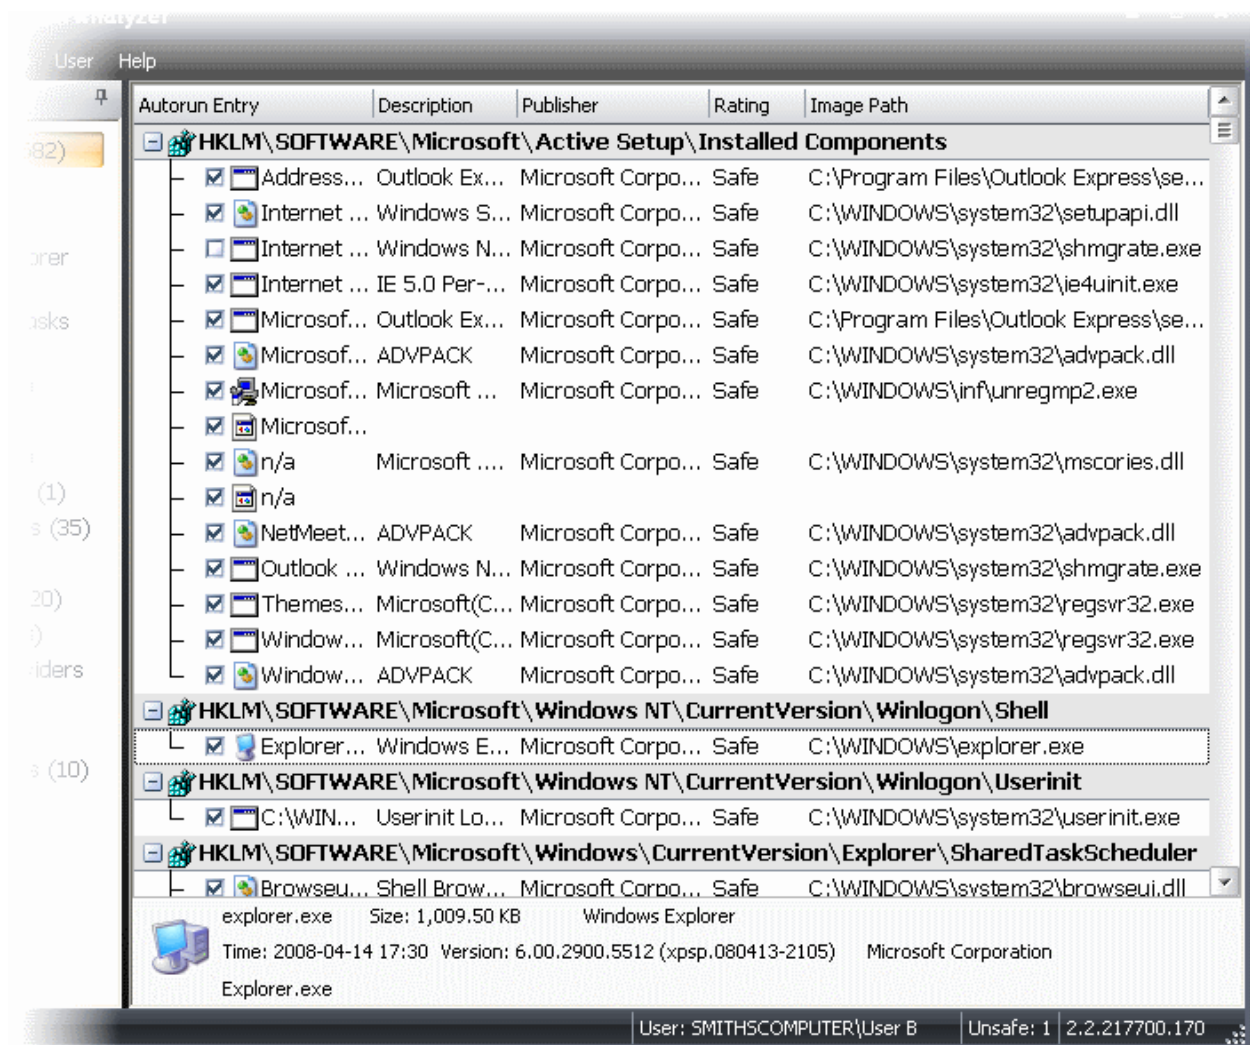 User Help
Autorun Entry Description Publisher Rating Image Path
HKLM\SOFTWARE\Microsoft\Active Setup\Installed Components
Address... Outlook Ex... Microsoft Corpo... Safe C:\Program Files\Outlook Express\se...
Internet ... Windows S... Microsoft Corpo... Safe C:\WINDOWS\system32\setupapi.dll
Internet ... Windows N... Microsoft Corpo... Safe C:\WINDOWS\system32\shmgrate.exe
Internet ... IE 5.0 Per-... Microsoft Corpo... Safe C:\WINDOWS\system32\ie4uinit.exe
Microsof... Outlook Ex... Microsoft Corpo... Safe C:\Program Files\Outlook Express\se...
Microsof... ADVPACK Microsoft Corpo... Safe C:\WINDOWS\system32\advpack.dll
Microsof... Microsoft ... Microsoft Corpo... Safe C:\WINDOWS\inf\unregmp2.exe
Microsof...
n/a Microsoft .... Microsoft Corpo... Safe C:\WINDOWS\system32\mscories.dll
(1)
n/a
(35)
NetMeet... ADVPACK Microsoft Corpo... Safe C:\WINDOWS\system32\advpack.dll
Outlook ... Windows N... Microsoft Corpo... Safe C:\WINDOWS\system32\shmgrate.exe
Themes... Microsoft(C... Microsoft Corpo... Safe C:\WINDOWS\system32\regsvr32.exe
Window... Microsoft(C... Microsoft Corpo... Safe C:\WINDOWS\system32\regsvr32.exe
Window... ADVPACK Microsoft Corpo... Safe C:\WINDOWS\system32\advpack.dll
HKLM\SOFTWARE\Microsoft\Windows NT\CurrentVersion\Winlogon\Shell
Explorer... Windows E... Microsoft Corpo... Safe C:\WINDOWS\explorer.exe
(10)
HKLM\SOFTWARE\Microsoft\Windows NT\CurrentVersion\Winlogon\Userinit
C:\WIN... Userinit Lo... Microsoft Corpo... Safe C:\WINDOWS\system32\userinit.exe
HKLM\SOFTWARE\Microsoft\Windows\CurrentVersion\Explorer\SharedTaskScheduler
Browseu... Shell Brow... Microsoft Corpo... Safe C:\WINDOWS\system32\browseui.dll
explorer.exe Size: 1,009.50 KB Windows Explorer
Time: 2008-04-14 17:30 Version: 6.00.2900.5512 (xpsp.080413-2105) Microsoft Corporation
Explorer.exe
User: SMITHSCOMPUTER\User B Unsafe: 1 2.2.217700.170